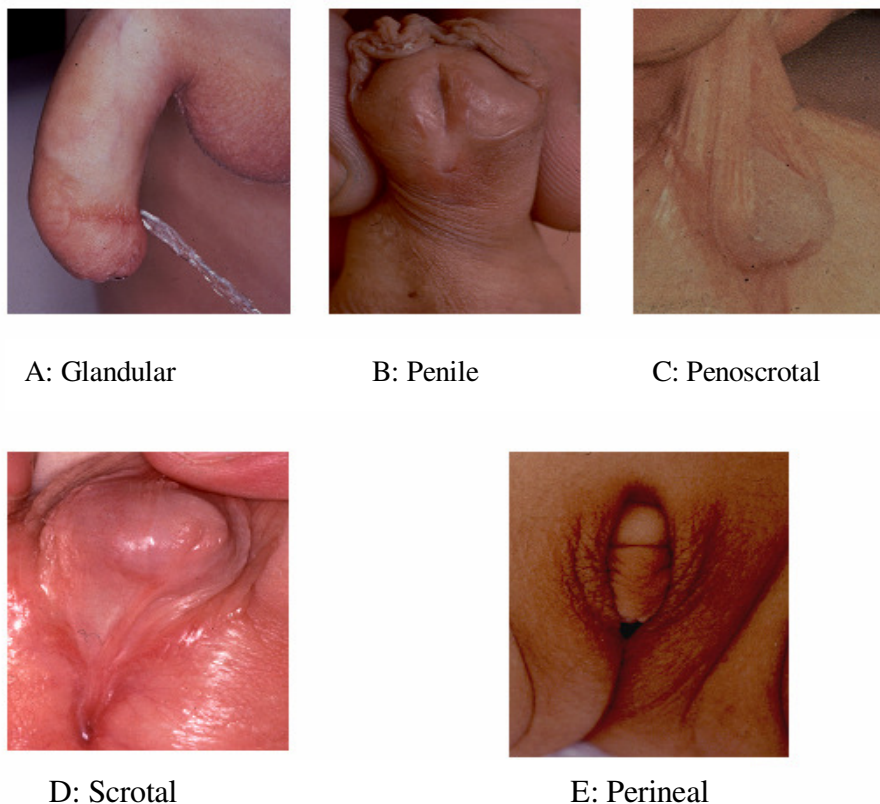 A: Glandular
B: Penile
C: Penoscrotal
D: Scrotal
E: Perineal